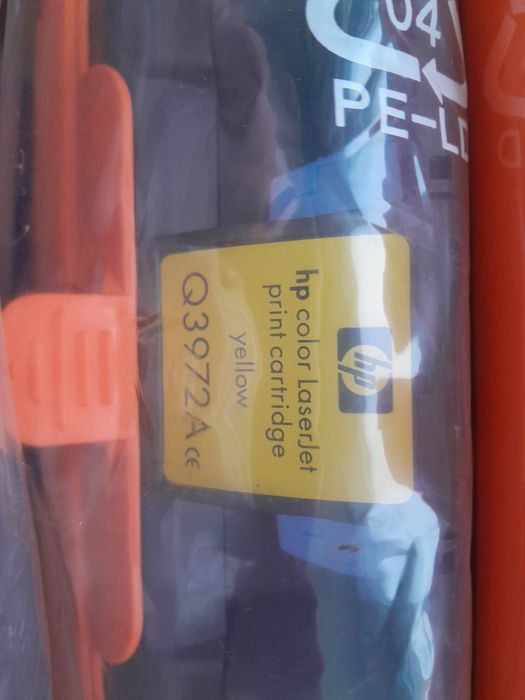 04
PE-LD
hp
hp color LaserJet
print cartridge
yellow
Q3972A CE